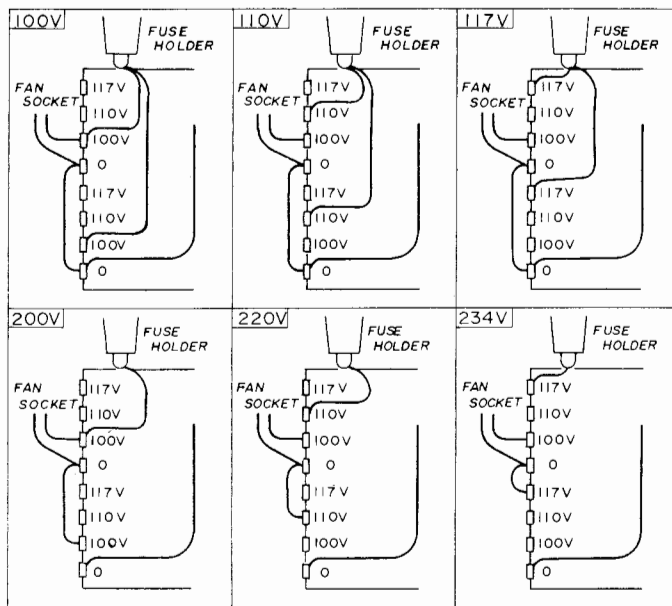 100V
FUSE
HOLDER
FAN
SOCKET
117V
110V
100V
0
117V
110V
100V
0
110V
FUSE
HOLDER
FAN
SOCKET
117V
110V
100V
0
117V
110V
100V
0
117V
FUSE
HOLDER
FAN
SOCKET
117V
110V
100V
0
117V
110V
100V
0
200V
FUSE
HOLDER
FAN
SOCKET
117V
110V
100V
0
117V
110V
100V
0
220V
FUSE
HOLDER
FAN
SOCKET
117V
110V
100V
0
117V
110V
100V
0
234V
FUSE
HOLDER
FAN
SOCKET
117V
110V
100V
0
117V
110V
100V
0